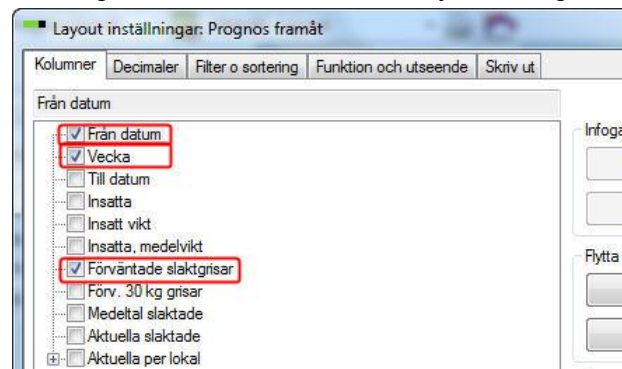 Layout inställningar: Prognos framåt
Kolumner Decimaler Filter o sortering Funktion och utseende Skriv ut
Från datum
Från datum
Infoga
Vecka
Till datum
Insatta
Insatt vikt
Insatta, medelvikt
Flytta
Förväntade slaktgrisar
Förv. 30 kg grisar
Medeltal slaktade
Aktuella slaktade
Aktuella per lokal